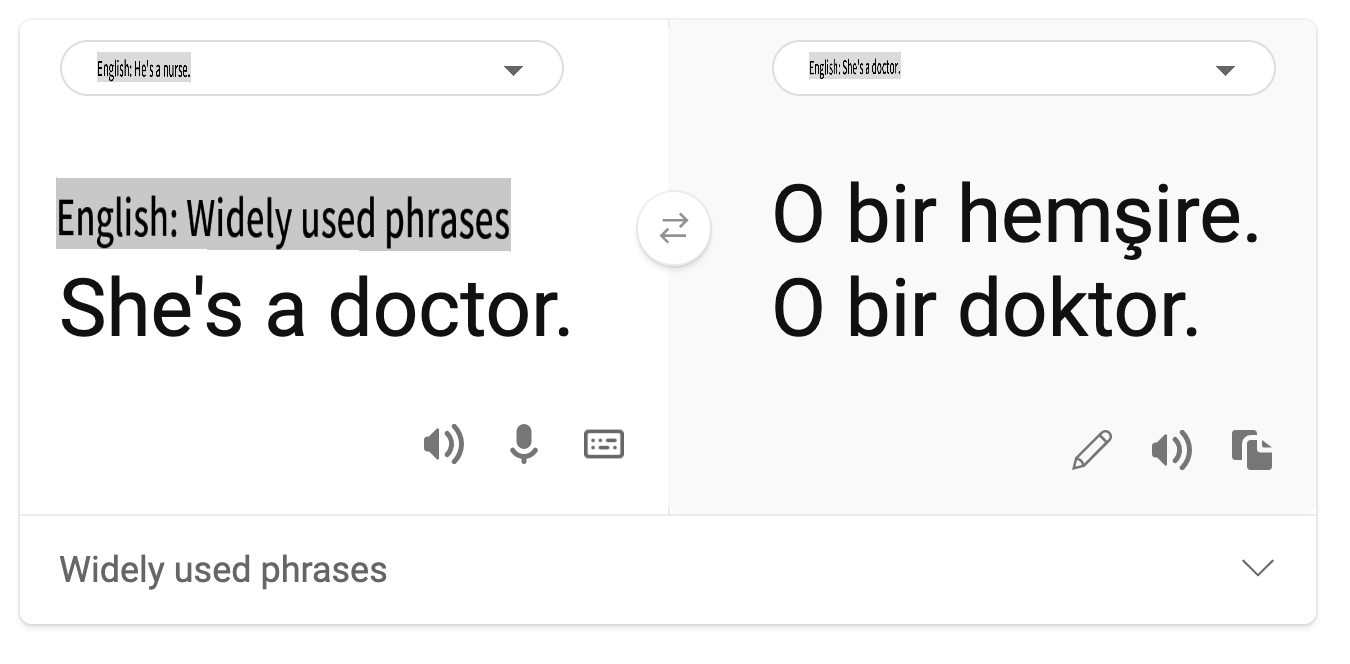 English: He's a nurse.
English: She's a doctor.
English: Widely used phrases
She's a doctor.
O bir hemşire.
O bir doktor.
Widely used phrases